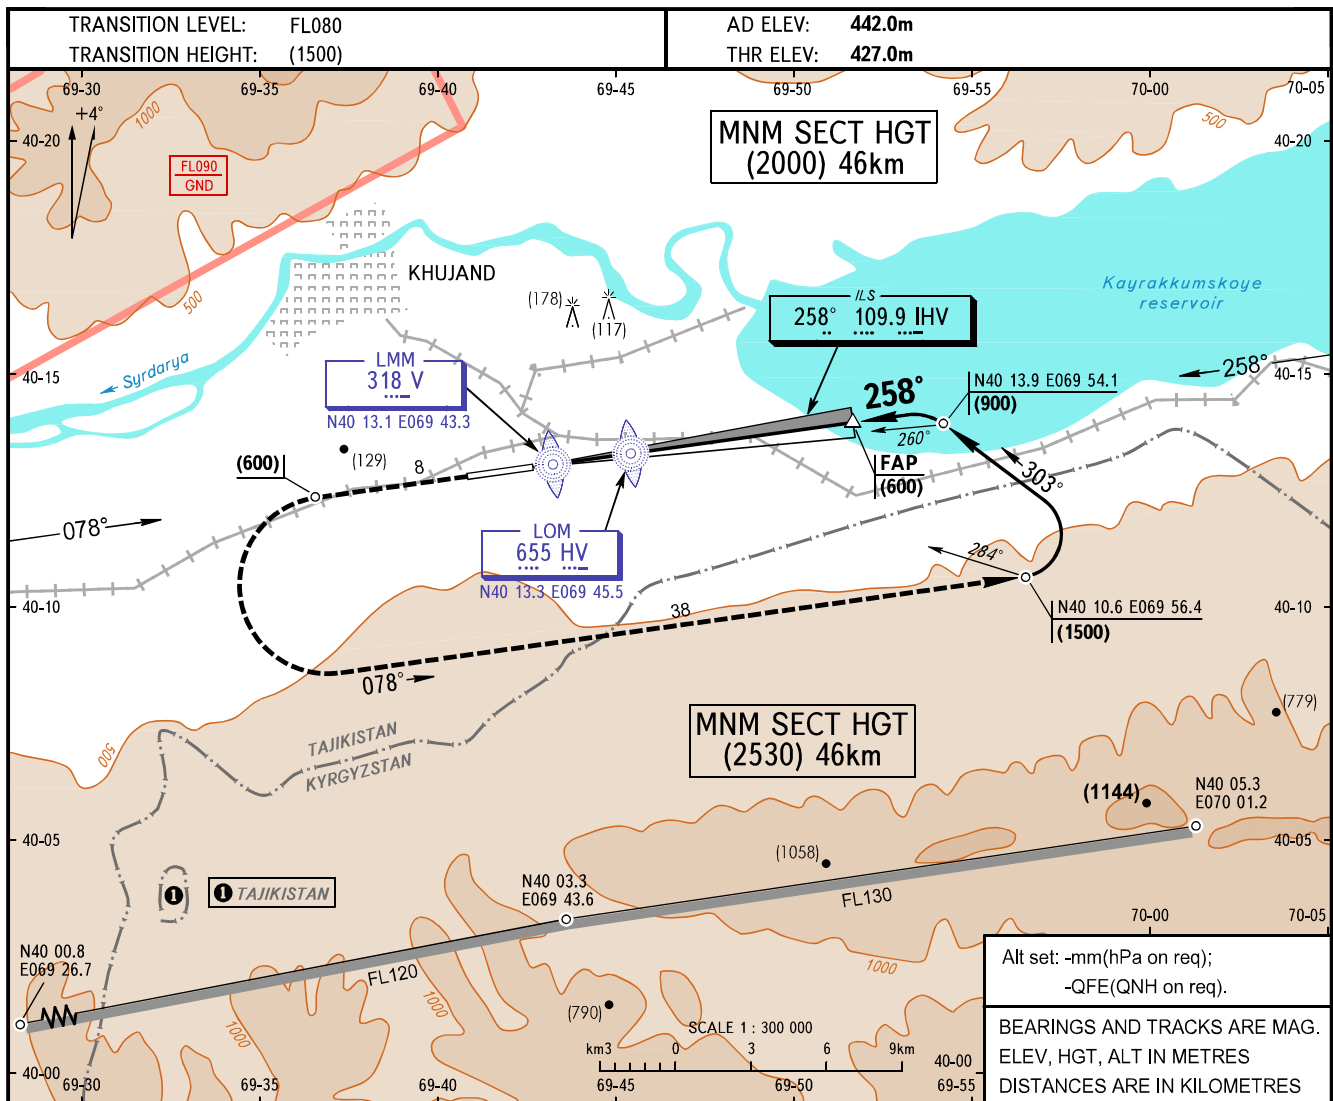 TRANSITION LEVEL: FL080
TRANSITION HEIGHT: (1500)
AD ELEV: 442.0m
THR ELEV: 427.0m
69-30 69-35 69-40 69-45 69-50 69-55 70-00 70-05
+4°
1000
500
40-20
40-20
MNM SECT HGT
(2000) 46km
FL090
GND
KHUJAND
500
Kayrakkumskoye
reservoir
(178)
(117)
ILS
258° 109.9 IHV
Syrdarya
40-15
40-15
LMM
318 V
N40 13.1 E069 43.3
258°
258°
N40 13.9 E069 54.1
(900)
260°
(129)
(600)
8
FAP
(600)
303°
078°
LOM
655 HV
N40 13.3 E069 45.5
284°
40-10
40-10
38
N40 10.6 E069 56.4
(1500)
078°
MNM SECT HGT
(2530) 46km
(779)
TAJIKISTAN
KYRGYZSTAN
500
(1144)
N40 05.3
E070 01.2
40-05
40-05
(1058)
1 TAJIKISTAN
1
N40 03.3
E069 43.6
FL130
70-00 70-05
N40 00.8
E069 26.7
FL120
1000
1000
1000
(790)
SCALE 1 : 300 000
km3 0 3 6 9km
40-00
40-00
69-30 69-35 69-40 69-45 69-50 69-55
Alt set: -mm(hPa on req);
-QFE(QNH on req).
BEARINGS AND TRACKS ARE MAG.
ELEV, HGT, ALT IN METRES
DISTANCES ARE IN KILOMETRES